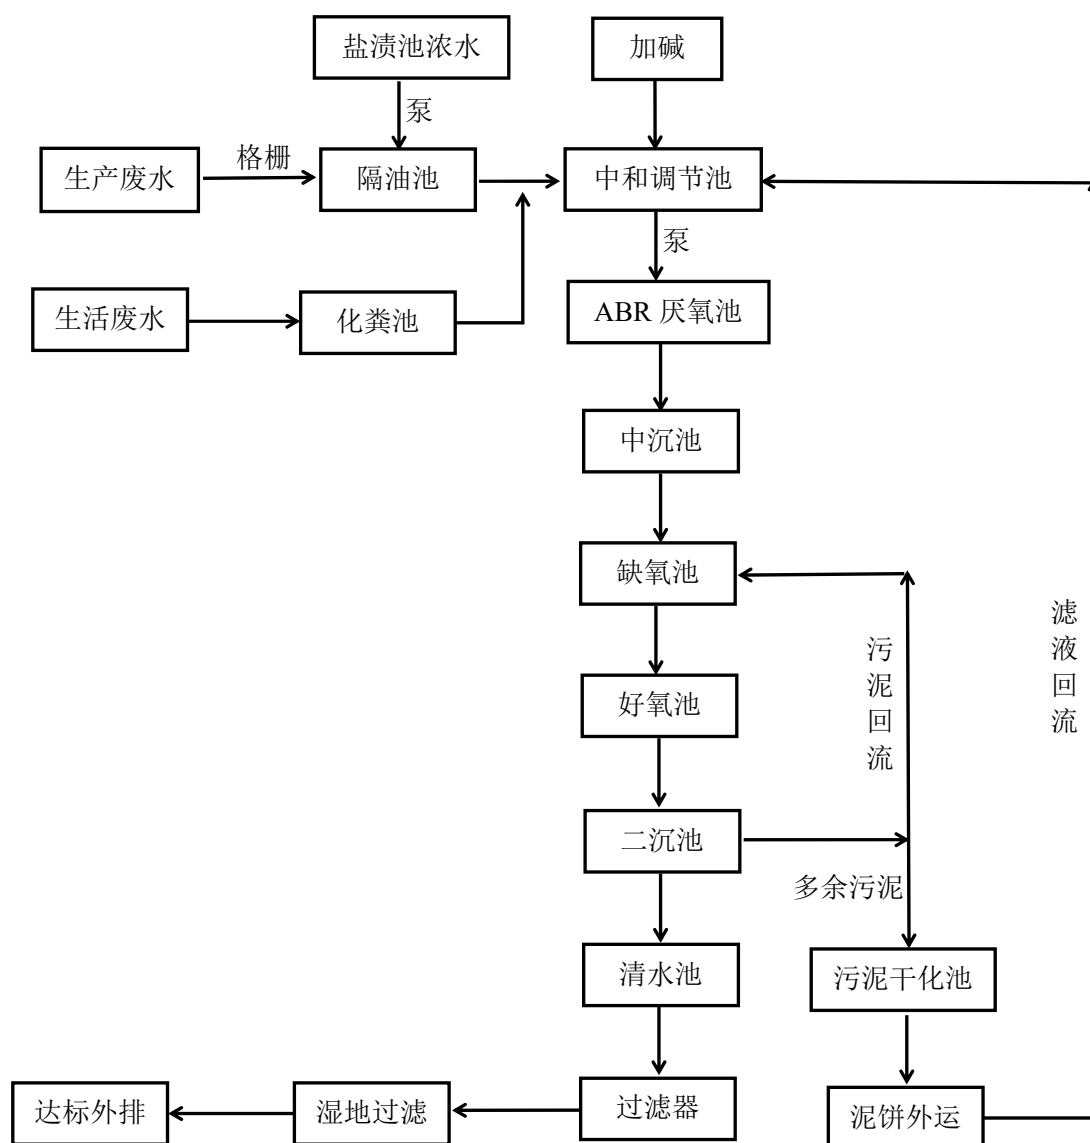 盐渍池浓水
加碱
泵
格栅
生产废水
隔油池
中和调节池
泵
生活废水
化粪池
ABR 厌氧池
中沉池
缺氧池
污泥回流
滤液回流
好氧池
二沉池
多余污泥
清水池
污泥干化池
达标外排
湿地过滤
过滤器
泥饼外运